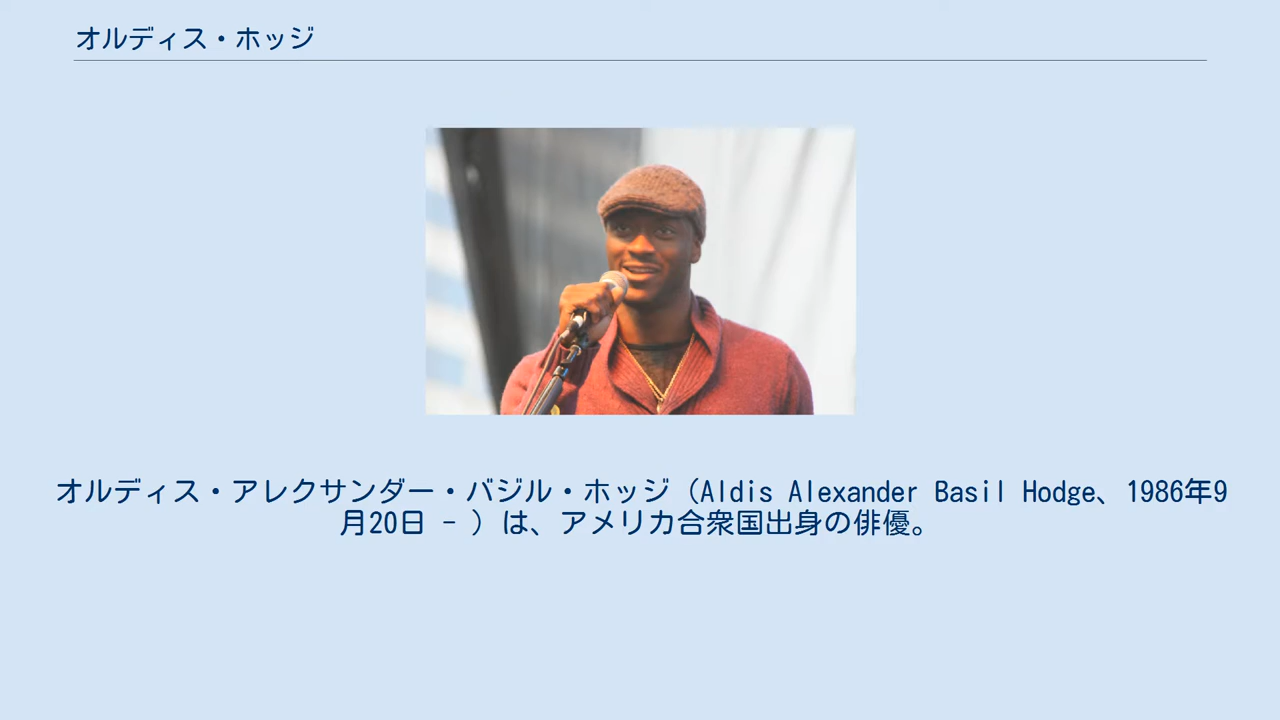 オルディス・ホッジ
オルディス・アレクサンダー・バジル・ホッジ（Aldis Alexander Basil Hodge、1986年9
月20日 - ）は、アメリカ合衆国出身の俳優。